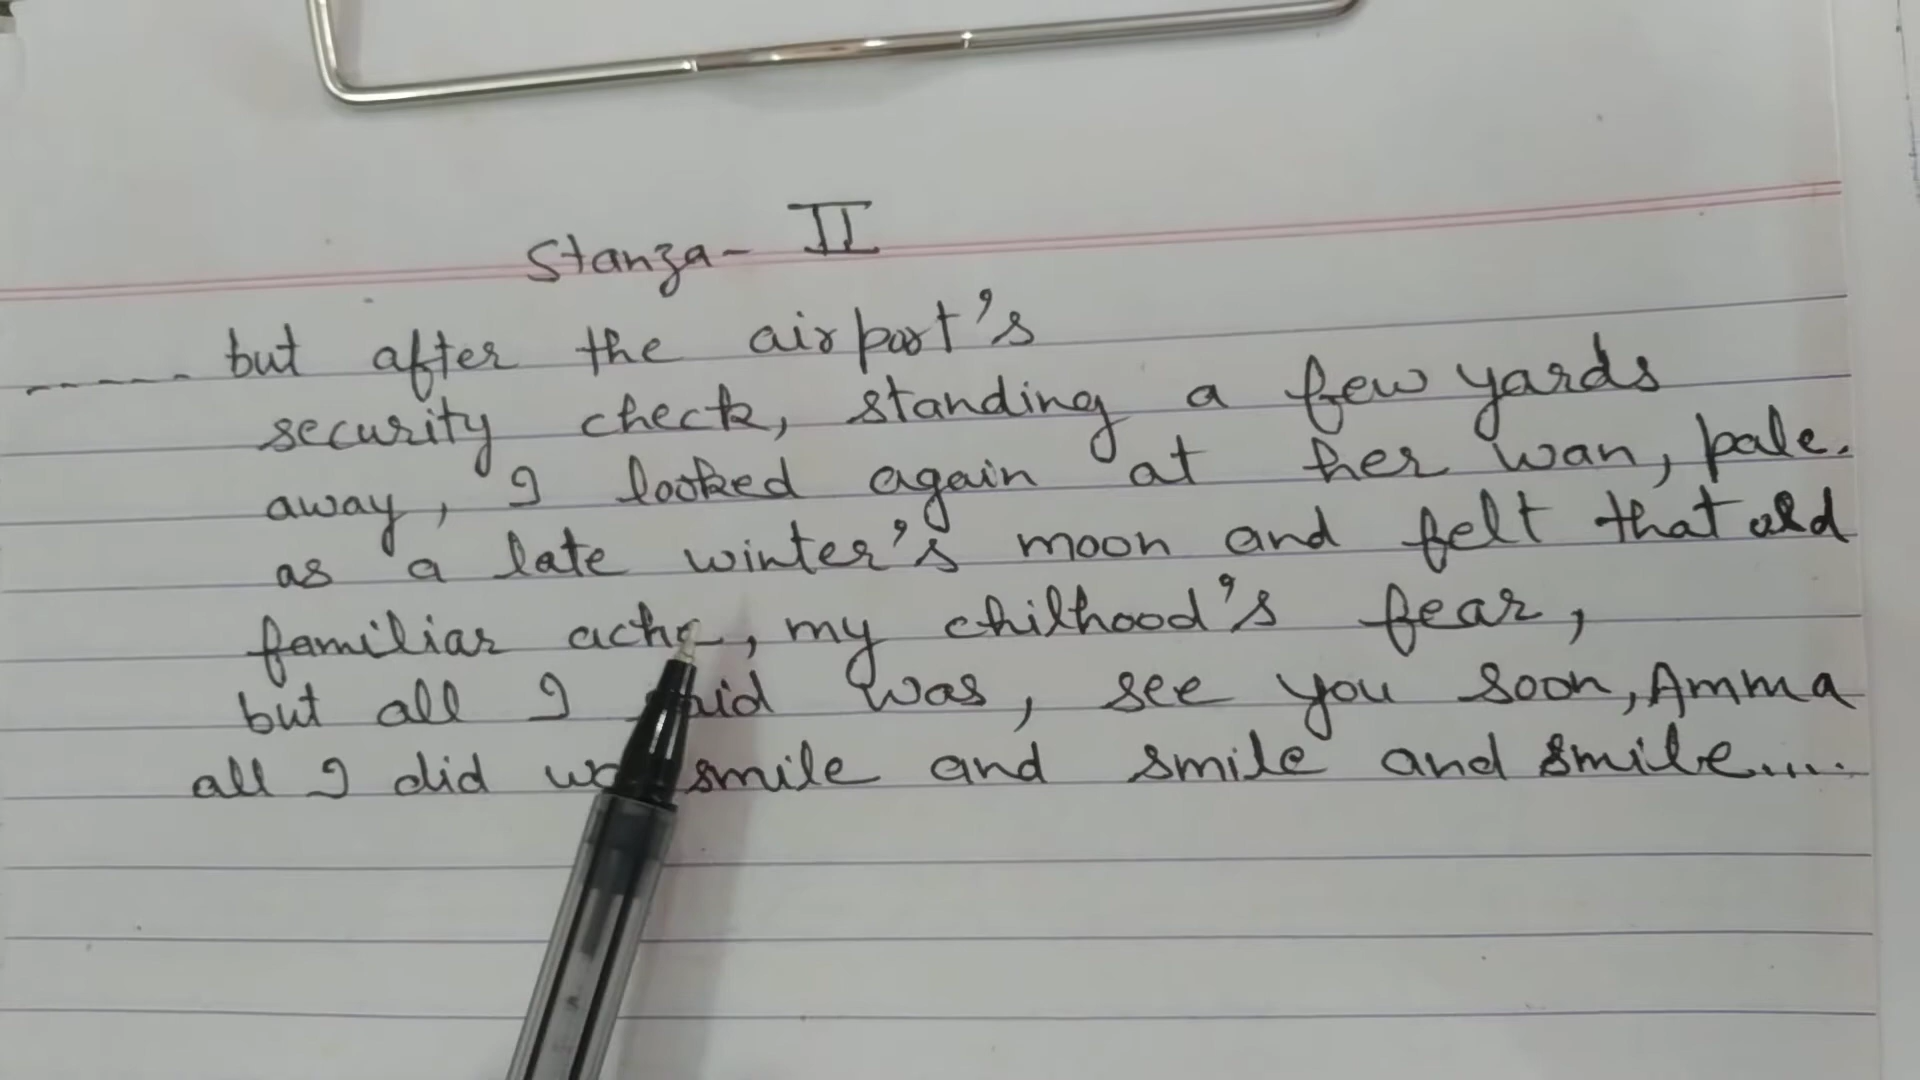 Stanza - II
----- but after the airport's
security check, standing a few yards
away, I looked again at her wan, pale.
as a late winter's moon and felt that old
familiar ache, my chilhood's fear,
but all I said was, see you soon, Amma
all I did smile and smile and smile....